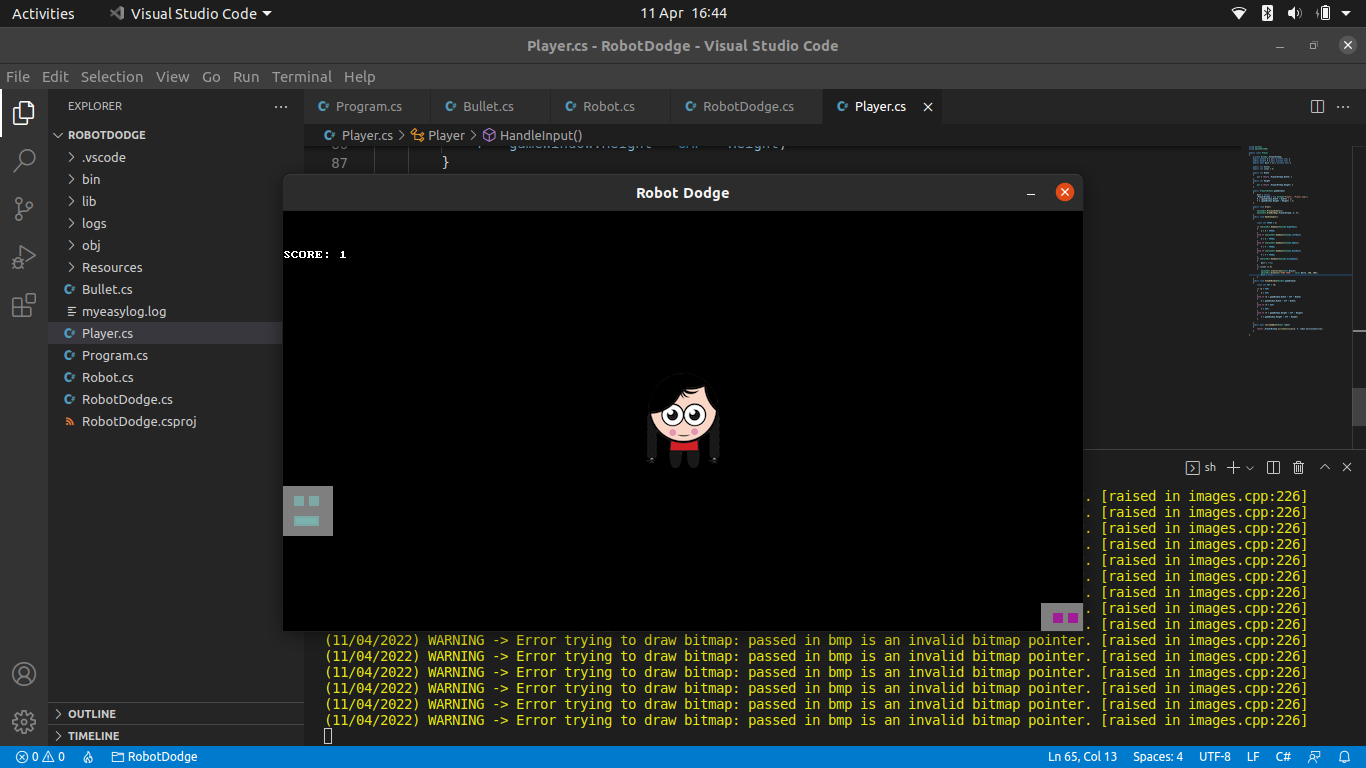 Activities Visual Studio Code 11 Apr 16:44
Player.cs - RobotDodge - Visual Studio Code
File Edit Selection View Go Run Terminal Help
EXPLORER
Program.cs Bullet.cs Robot.cs RobotDodge.cs Player.cs
ROBOTDODGE
Player.cs > Player > HandleInput()
.vscode
87 }
bin
lib
logs
obj
Resources
Bullet.cs
myeasylog.log
Player.cs
Program.cs
Robot.cs
RobotDodge.cs
RobotDodge.csproj
Robot Dodge
SCORE: 1
sh
. [raised in images.cpp:226]
. [raised in images.cpp:226]
. [raised in images.cpp:226]
. [raised in images.cpp:226]
. [raised in images.cpp:226]
. [raised in images.cpp:226]
. [raised in images.cpp:226]
. [raised in images.cpp:226]
. [raised in images.cpp:226]
(11/04/2022) WARNING -> Error trying to draw bitmap: passed in bmp is an invalid bitmap pointer. [raised in images.cpp:226]
(11/04/2022) WARNING -> Error trying to draw bitmap: passed in bmp is an invalid bitmap pointer. [raised in images.cpp:226]
(11/04/2022) WARNING -> Error trying to draw bitmap: passed in bmp is an invalid bitmap pointer. [raised in images.cpp:226]
(11/04/2022) WARNING -> Error trying to draw bitmap: passed in bmp is an invalid bitmap pointer. [raised in images.cpp:226]
(11/04/2022) WARNING -> Error trying to draw bitmap: passed in bmp is an invalid bitmap pointer. [raised in images.cpp:226]
(11/04/2022) WARNING -> Error trying to draw bitmap: passed in bmp is an invalid bitmap pointer. [raised in images.cpp:226]
OUTLINE
TIMELINE
0 0 RobotDodge Ln 65, Col 13 Spaces: 4 UTF-8 LF C#